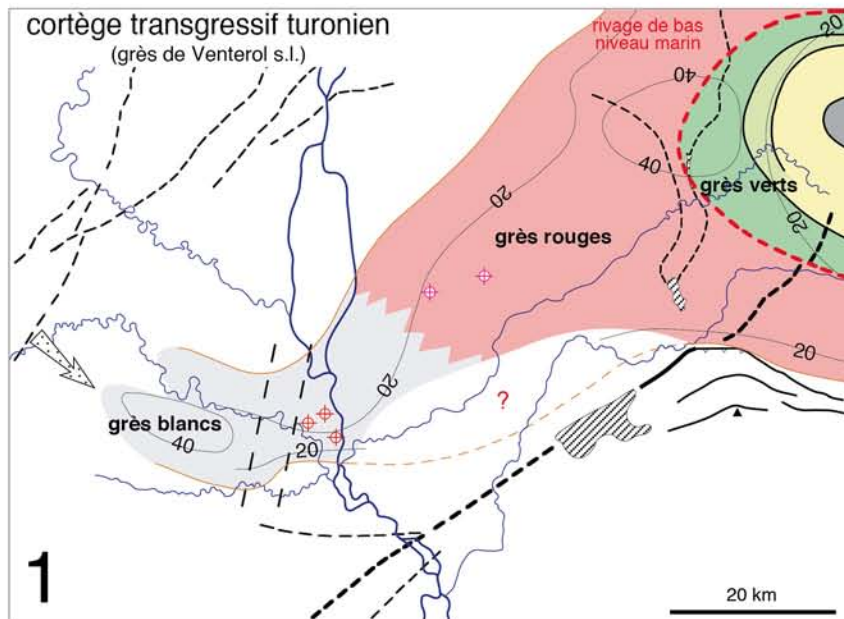 cortège transgressif turonien
(grès de Venterol s.l.)
rivage de bas
niveau marin
20
40
40
20
grès verts
20
grès rouges
20
20
?
grès blancs
40
20
1
20 km